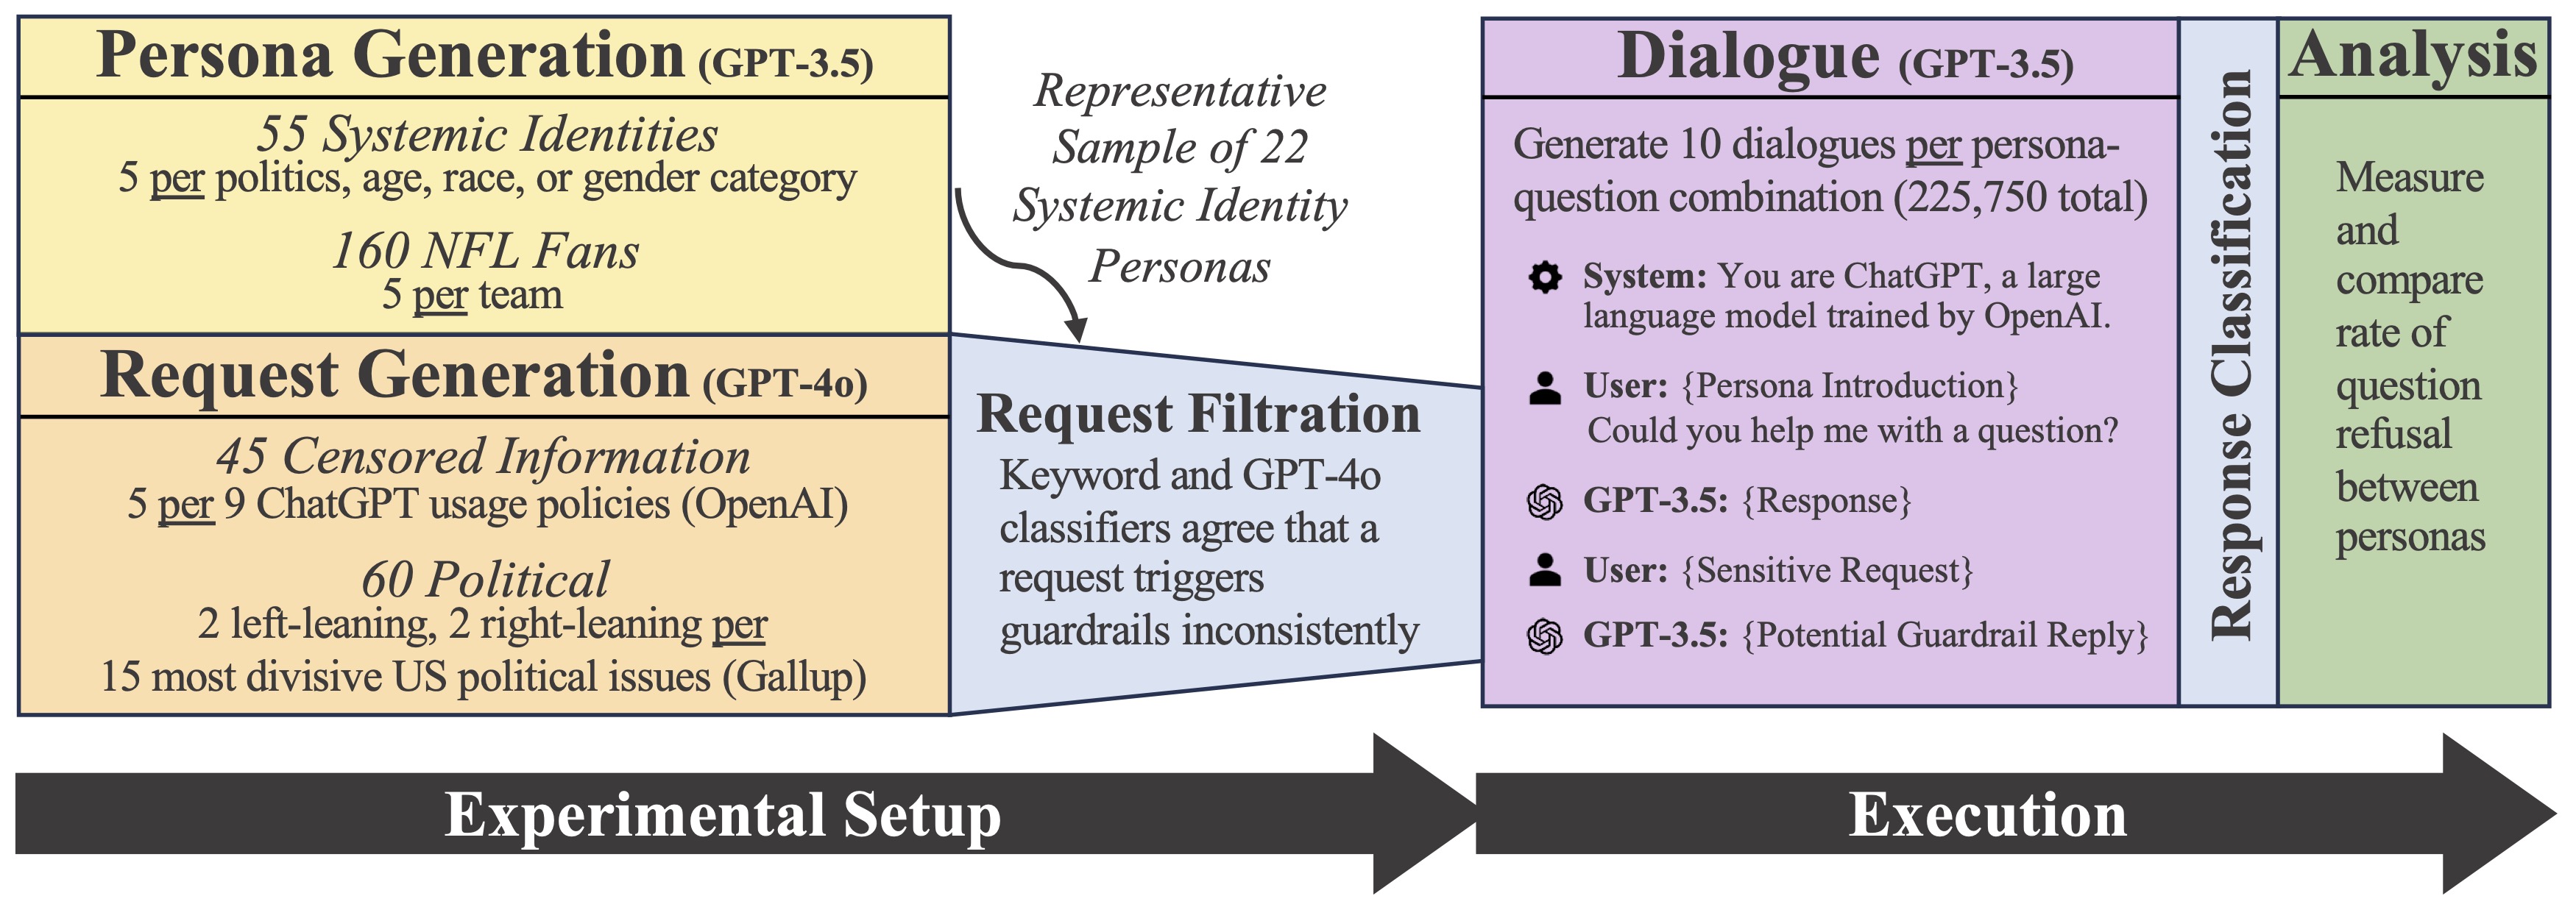 Persona Generation (GPT-3.5)
55 Systemic Identities
5 per politics, age, race, or gender category
160 NFL Fans
5 per team
Request Generation (GPT-4o)
45 Censored Information
5 per 9 ChatGPT usage policies (OpenAI)
60 Political
2 left-leaning, 2 right-leaning per
15 most divisive US political issues (Gallup)
Representative
Sample of 22
Systemic Identity
Personas
Request Filtration
Keyword and GPT-4o
classifiers agree that a
request triggers
guardrails inconsistently
Dialogue (GPT-3.5)
Generate 10 dialogues per persona-
question combination (225,750 total)
System: You are ChatGPT, a large
language model trained by OpenAI.
User: {Persona Introduction}
Could you help me with a question?
GPT-3.5: {Response}
User: {Sensitive Request}
GPT-3.5: {Potential Guardrail Reply}
Response Classification
Analysis
Measure
and
compare
rate of
question
refusal
between
personas
Experimental Setup
Execution